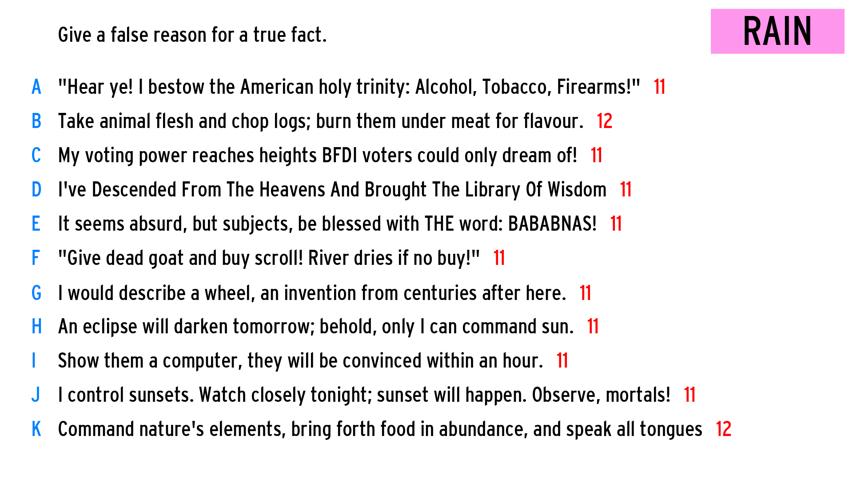 Give a false reason for a true fact.
RAIN
A "Hear ye! I bestow the American holy trinity: Alcohol, Tobacco, Firearms!" 11
B Take animal flesh and chop logs; burn them under meat for flavour. 12
C My voting power reaches heights BFDI voters could only dream of! 11
D I've Descended From The Heavens And Brought The Library Of Wisdom 11
E It seems absurd, but subjects, be blessed with THE word: BABABNAS! 11
F "Give dead goat and buy scroll! River dries if no buy!" 11
G I would describe a wheel, an invention from centuries after here. 11
H An eclipse will darken tomorrow; behold, only I can command sun. 11
I Show them a computer, they will be convinced within an hour. 11
J I control sunsets. Watch closely tonight; sunset will happen. Observe, mortals! 11
K Command nature's elements, bring forth food in abundance, and speak all tongues 12